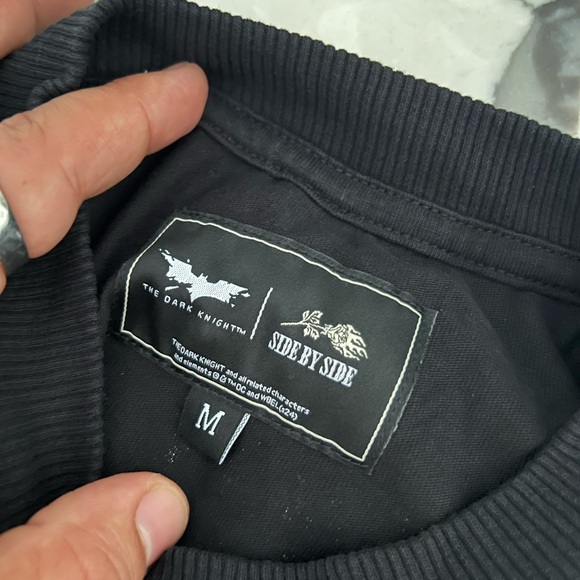 THE DARK KNIGHT™
SIDE BY SIDE
THE DARK KNIGHT and all related characters
and elements © & ™ DC and WBEI. (s24)
M